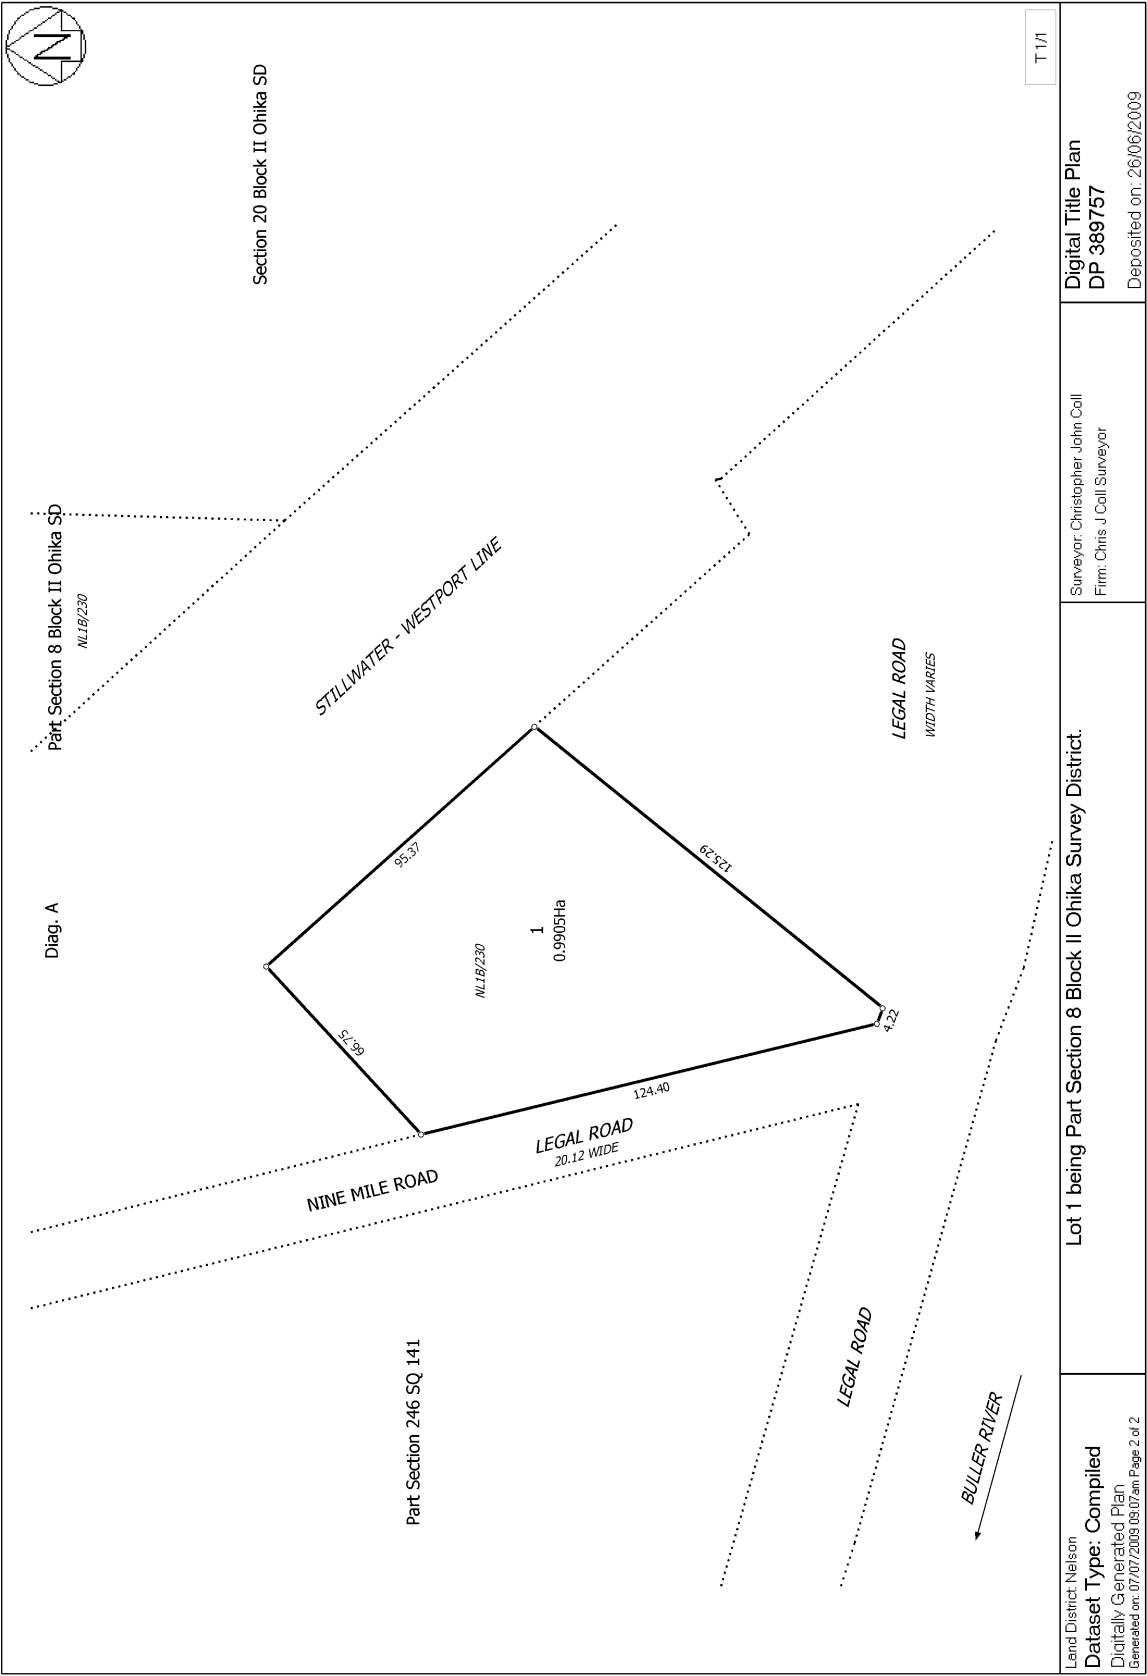 N
T 1/1
Diag. A
Part Section 8 Block II Ohika SD
NL1B/230
Section 20 Block II Ohika SD
STILLWATER - WESTPORT LINE
95.37
66.75
NL1B/230
1
0.9905Ha
125.29
4.22
124.40
LEGAL ROAD
20.12 WIDE
NINE MILE ROAD
Part Section 246 SQ 141
LEGAL ROAD
WIDTH VARIES
LEGAL ROAD
BULLER RIVER
Land District: Nelson
Dataset Type: Compiled
Digitally Generated Plan
Generated on: 07/07/2009 09:07am Page 2 of 2
Lot 1 being Part Section 8 Block II Ohika Survey District.
Surveyor: Christopher John Coll
Firm: Chris J Coll Surveyor
Digital Title Plan
DP 389757
Deposited on: 26/06/2009